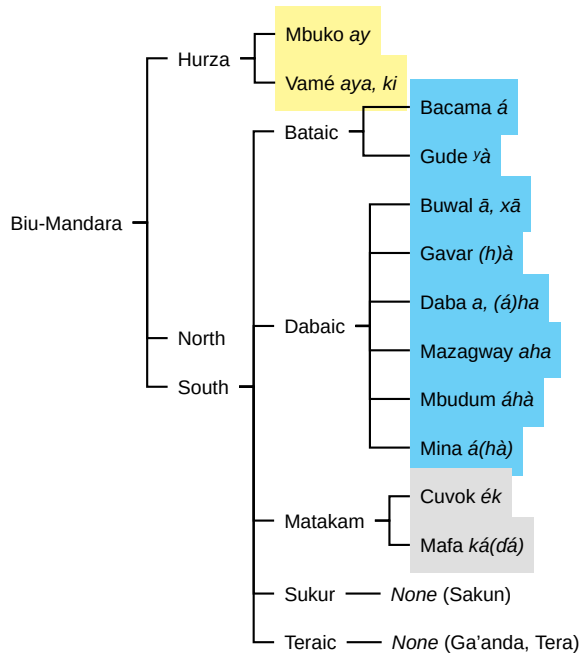 Mbuko ay
Hurza
Vamé aya, ki
Bacama á
Bataic
Gude ʸà
Buwal ā, xā
Biu-Mandara
Gavar (h)à
Daba a, (á)ha
North
Dabaic
Mazagway aha
South
Mbudum áhà
Mina á(hà)
Cuvok ék
Matakam
Mafa ká(ɗá)
Sukur
None (Sakun)
Teraic
None (Ga’anda, Tera)